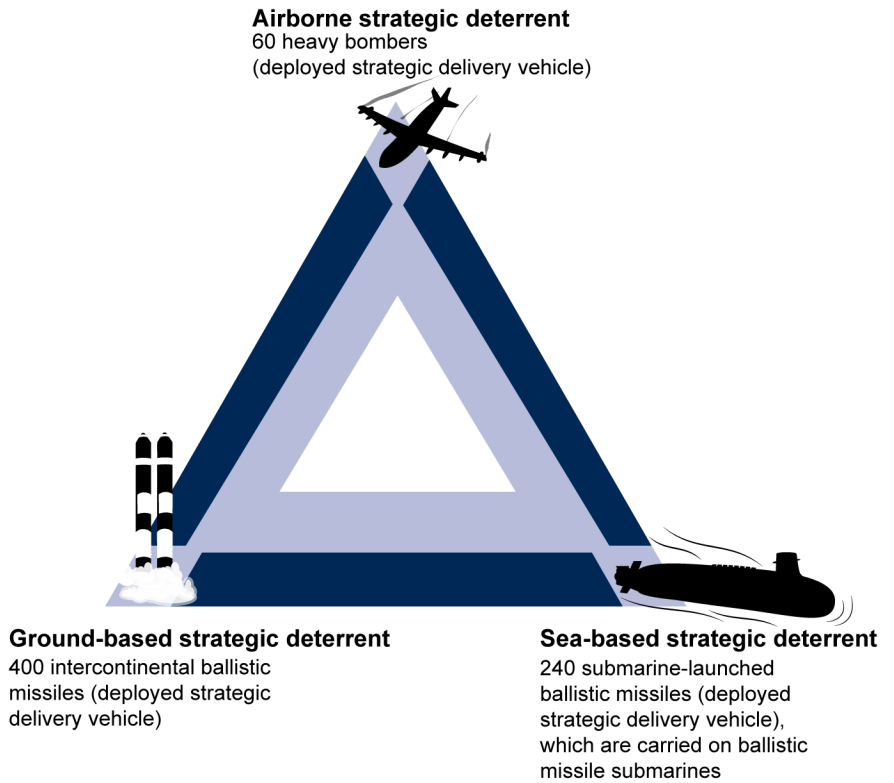 Airborne strategic deterrent
60 heavy bombers
(deployed strategic delivery vehicle)
Ground-based strategic deterrent
400 intercontinental ballistic
missiles (deployed strategic
delivery vehicle)
Sea-based strategic deterrent
240 submarine-launched
ballistic missiles (deployed
strategic delivery vehicle),
which are carried on ballistic
missile submarines